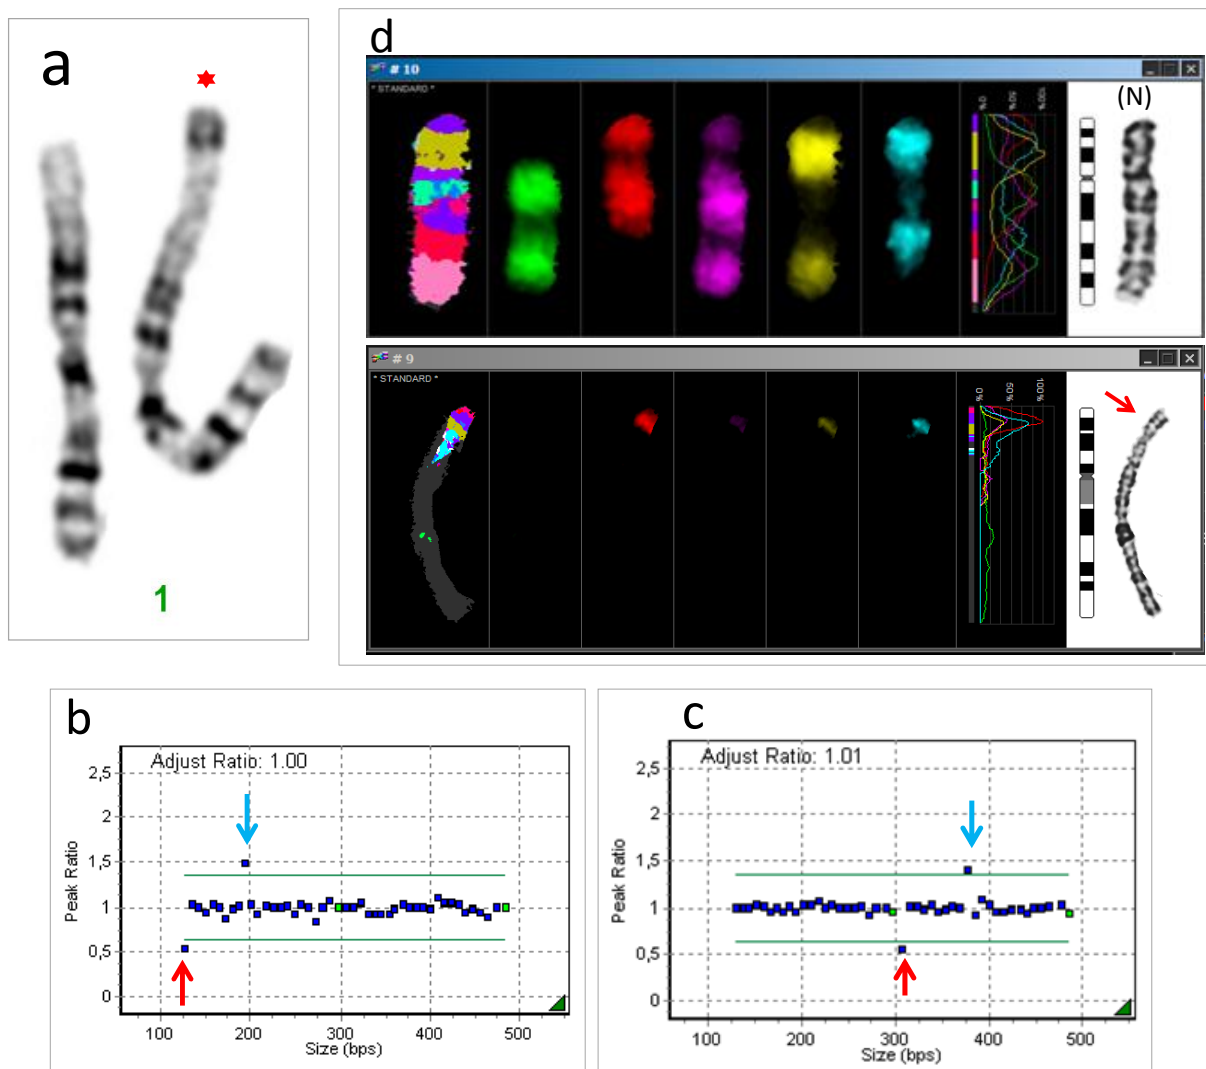 a
1
d
# 10
* STANDARD *
0%
50%
100%
(N)
# 9
* STANDARD *
0%
50%
100%
b
Adjust Ratio: 1.00
2,5
2
1,5
1
0,5
0
Peak Ratio
100 200 300 400 500
Size (bps)
c
Adjust Ratio: 1.01
2,5
2
1,5
1
0,5
0
Peak Ratio
100 200 300 400 500
Size (bps)